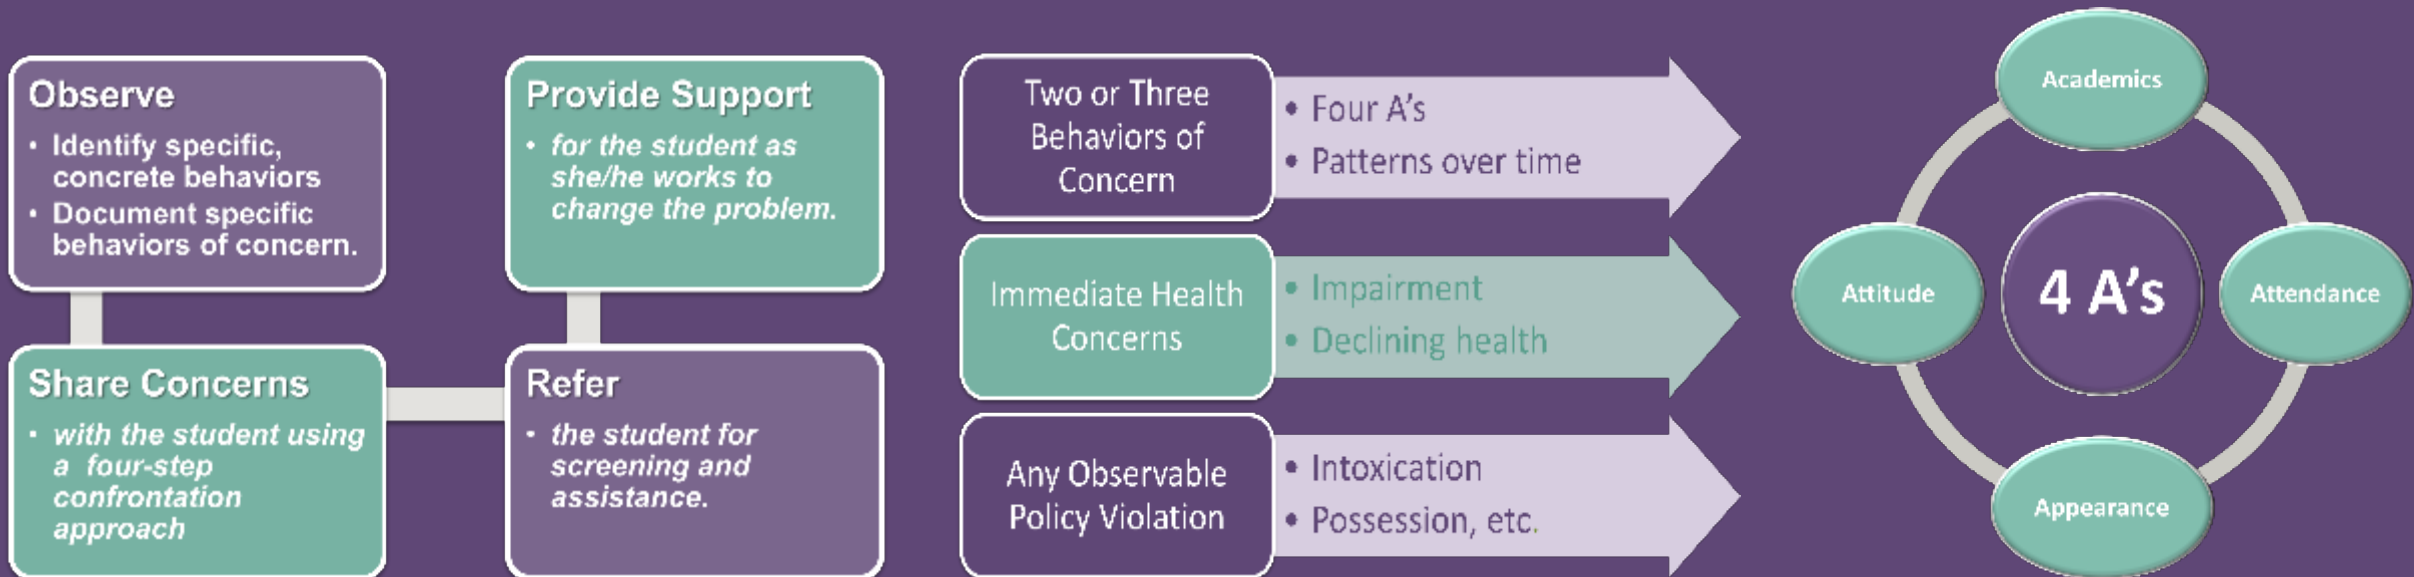 Observe
• Identify specific,
concrete behaviors
• Document specific
behaviors of concern.
Share Concerns
• with the student using
a four-step
confrontation
approach
Refer
• the student for
screening and
assistance.
Provide Support
• for the student as
she/he works to
change the problem.
Two or Three
Behaviors of
Concern
• Four A's
• Patterns over time
Immediate Health
Concerns
• Impairment
• Declining health
Any Observable
Policy Violation
• Intoxication
• Possession, etc.
4 A's
Academics
Attendance
Appearance
Attitude